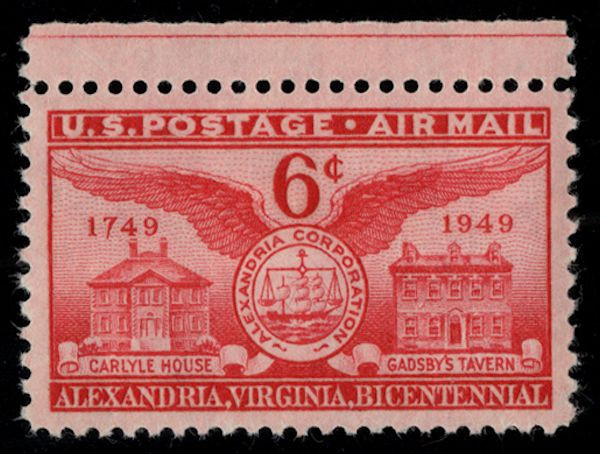 U.S. POSTAGE • AIR MAIL
6¢
1749
1949
ALEXANDRIA CORPORATION
CARLYLE HOUSE
GADSBY'S TAVERN
ALEXANDRIA, VIRGINIA, BICENTENNIAL